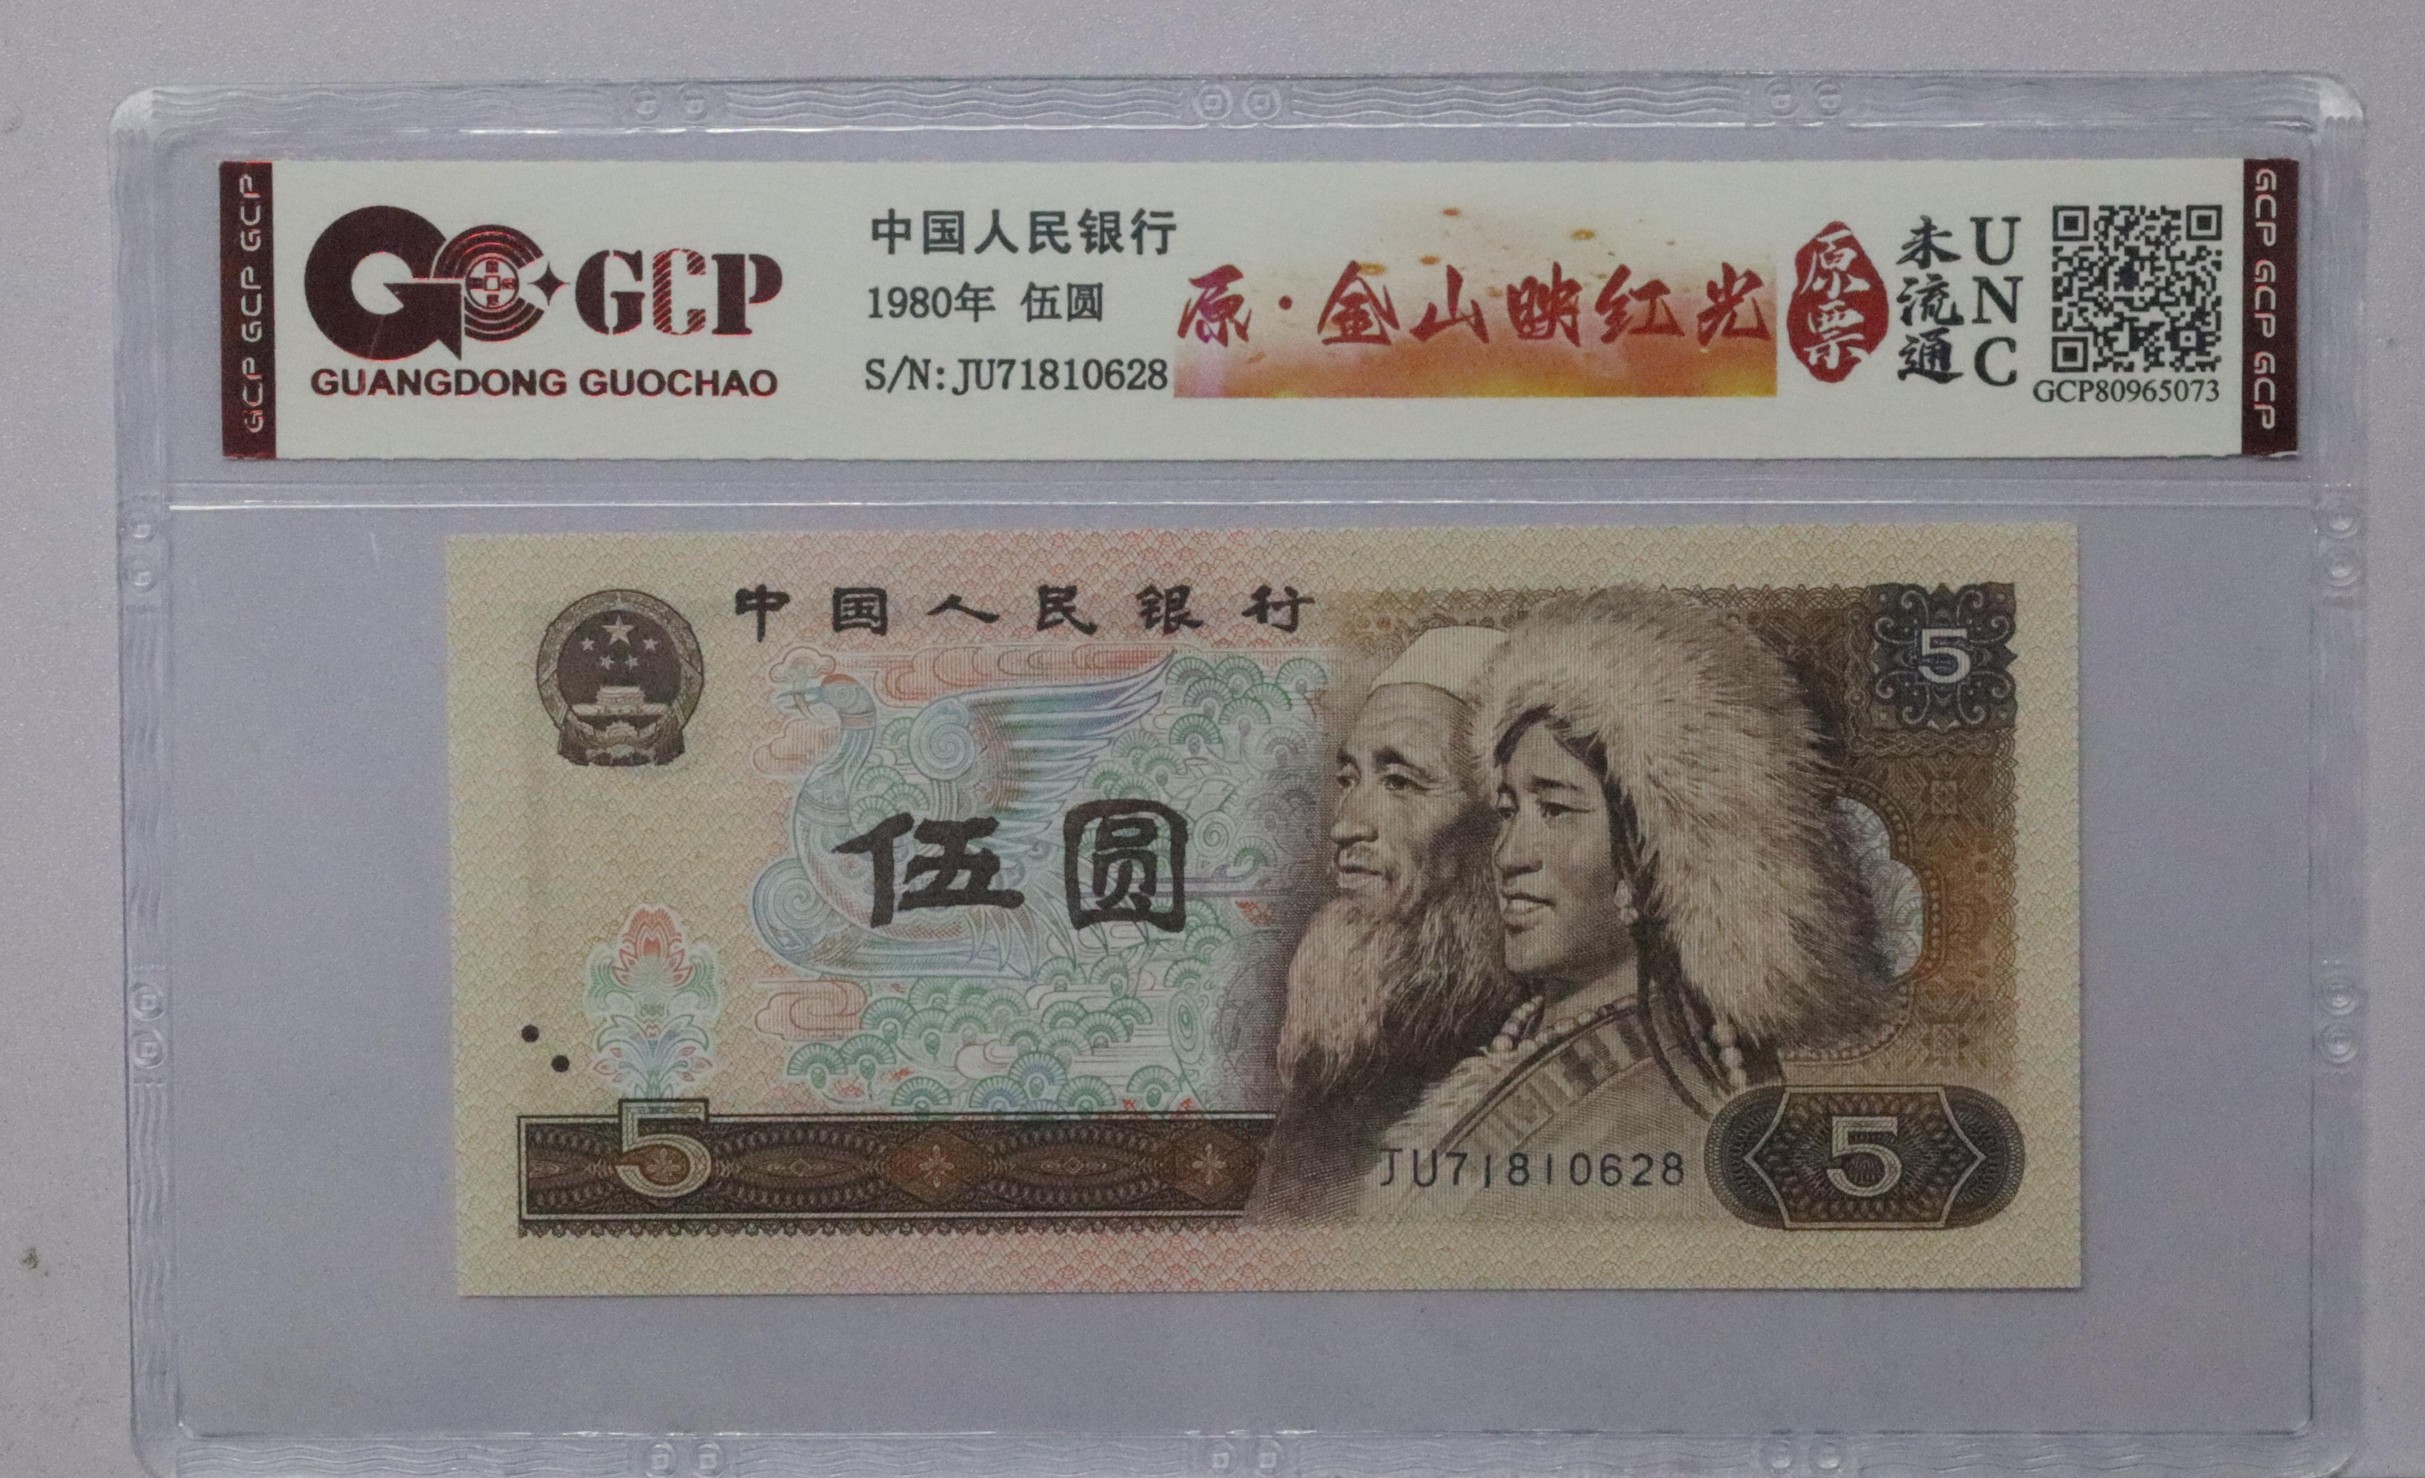 GCP GCP GCP
GCP
GUANGDONG GUOCHAO
中国人民银行
1980年 伍圆
S/N: JU71810628
原·金山映红光
原票
未流通
UNC
GCP80965073
GCP GCP GCP
中国人民银行
5
伍圆
5
JU71810628
5